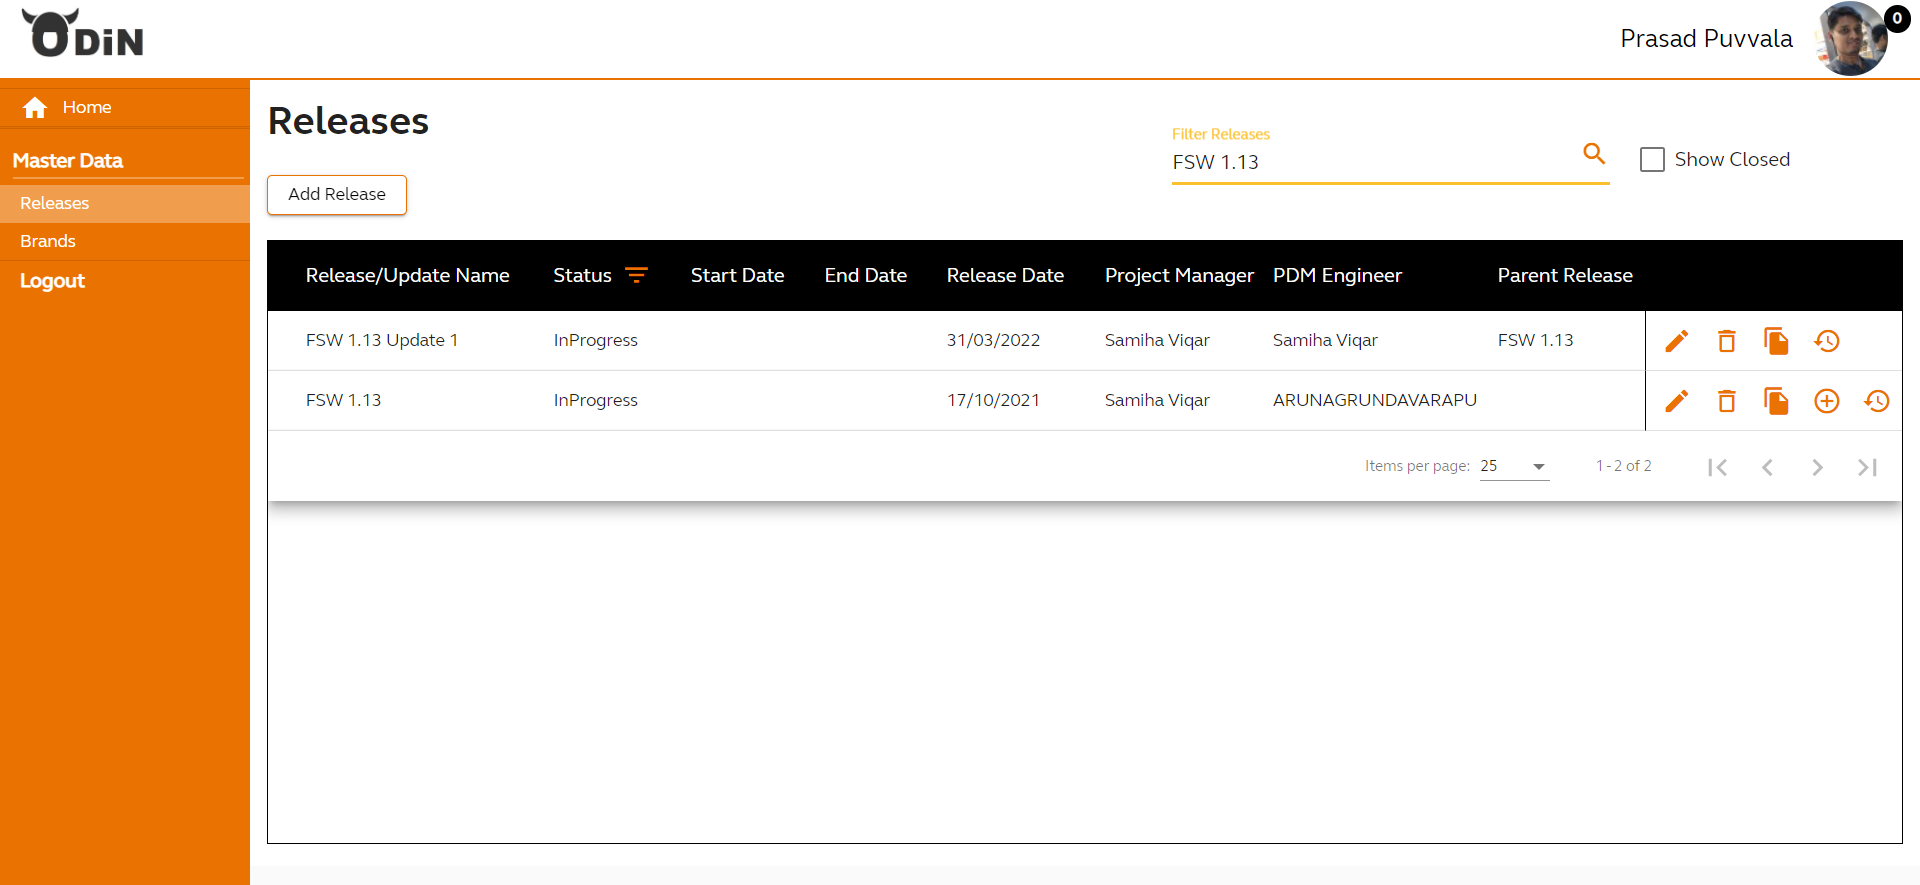 ODiN
Prasad Puvvala
0
Home
Master Data
Releases
Brands
Logout
Releases
Filter Releases
FSW 1.13
Show Closed
Add Release
Release/Update Name Status Start Date End Date Release Date Project Manager PDM Engineer Parent Release
FSW 1.13 Update 1 InProgress 31/03/2022 Samiha Viqar Samiha Viqar FSW 1.13
FSW 1.13 InProgress 17/10/2021 Samiha Viqar ARUNAGRUNDAVARAPU
Items per page: 25 1 - 2 of 2